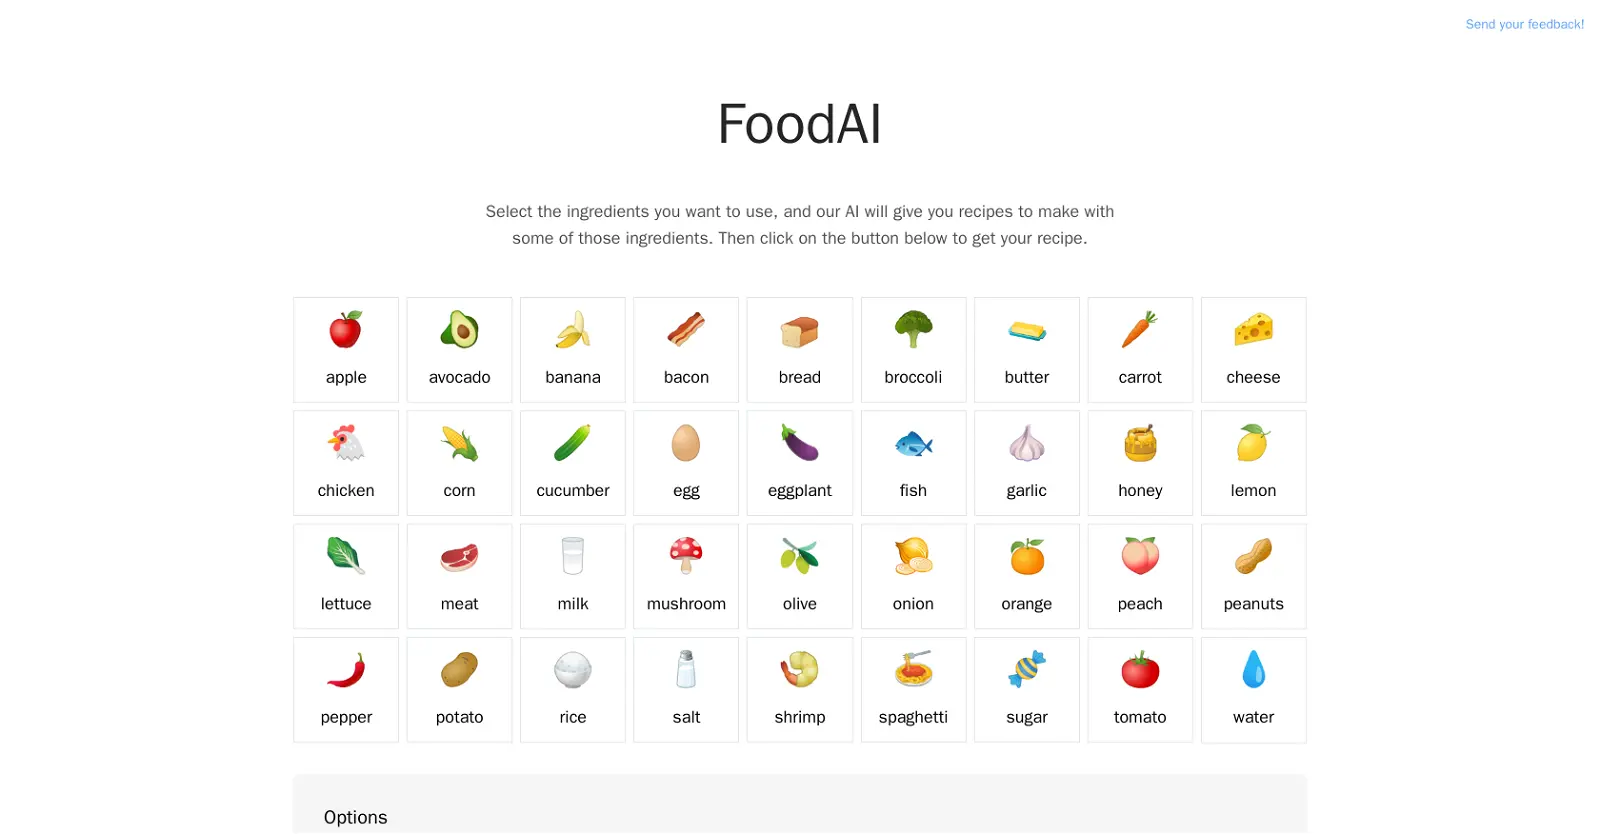 Send your feedback!
FoodAI
Select the ingredients you want to use, and our AI will give you recipes to make with
some of those ingredients. Then click on the button below to get your recipe.
apple avocado banana bacon bread broccoli butter carrot cheese
chicken corn cucumber egg eggplant fish garlic honey lemon
lettuce meat milk mushroom olive onion orange peach peanuts
pepper potato rice salt shrimp spaghetti sugar tomato water
Options